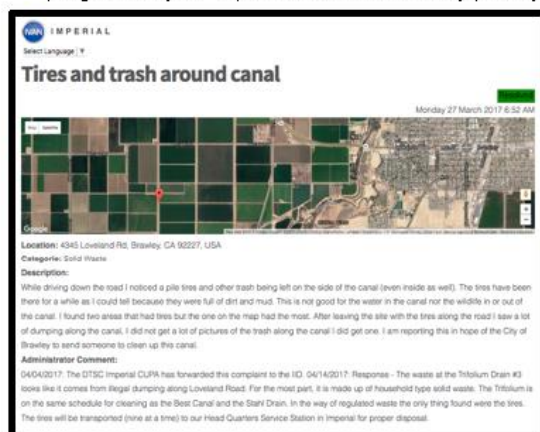 IVAN IMPERIAL
Select Language ▼
Tires and trash around canal
Monday 27 March 2017 6:52 AM
Map Satellite
Google
Location: 4345 Loveland Rd, Brawley, CA 92227, USA
Categorie: Solid Waste
Description:
While driving down the road I noticed a pile tires and other trash being left on the side of the canal (even inside as well). The tires have been
there for a while as I could tell because they were full of dirt and mud. This is not good for the water in the canal nor the wildlife in or out of
the canal. I found two areas that had tires but the one on the map had the most. After leaving the site with the tires along the road I saw a lot
of dumping along the canal. I did not get a lot of pictures of the trash along the canal I did get one. I am reporting this in hope of the City of
Brawley to send someone to clean up this canal.
Administrator Comment:
04/04/2017: The DTSC Imperial CUPA has forwarded this complaint to the IID. 04/14/2017: Response - The waste at the Trifolium Drain #3
looks like it comes from illegal dumping along Loveland Road. For the most part, it is made up of household type solid waste. The Trifolium is
on the same schedule for cleaning as the Best Canal and the Stahl Drain. In the way of regulated waste the only thing found were the tires.
The tires will be transported (nine at a time) to our Head Quarters Service Station in Imperial for proper disposal.